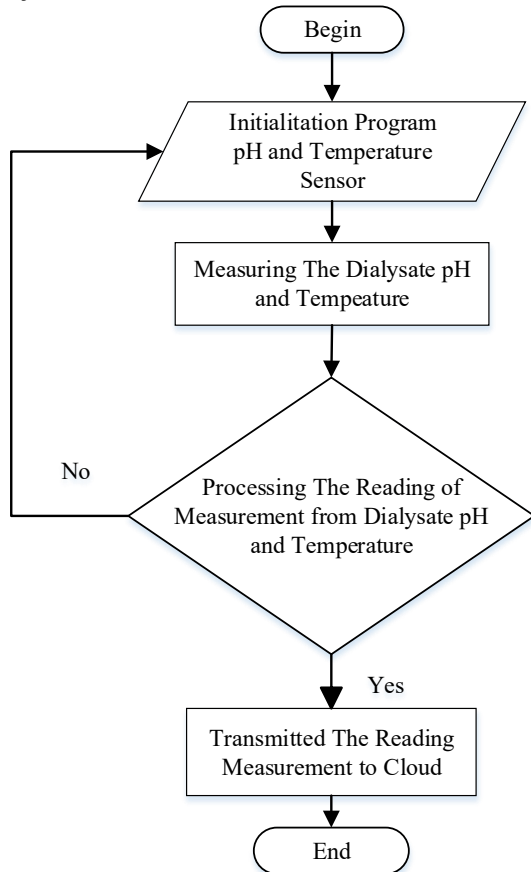 Begin
Initialitation Program
pH and Temperature
Sensor
Measuring The Dialysate pH
and Tempeature
No
Processing The Reading of
Measurement from Dialysate pH
and Temperature
Yes
Transmitted The Reading
Measurement to Cloud
End